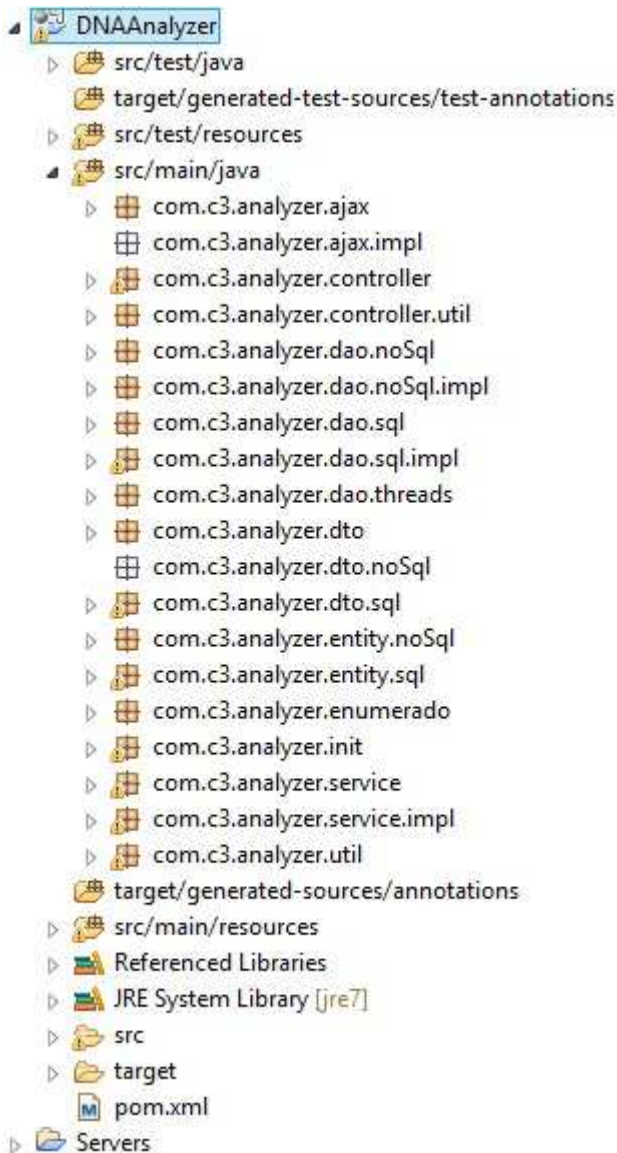 DNAAnalyzer
src/test/java
target/generated-test-sources/test-annotations
src/test/resources
src/main/java
com.c3.analyzer.ajax
com.c3.analyzer.ajax.impl
com.c3.analyzer.controller
com.c3.analyzer.controller.util
com.c3.analyzer.dao.noSql
com.c3.analyzer.dao.noSql.impl
com.c3.analyzer.dao.sql
com.c3.analyzer.dao.sql.impl
com.c3.analyzer.dao.threads
com.c3.analyzer.dto
com.c3.analyzer.dto.noSql
com.c3.analyzer.dto.sql
com.c3.analyzer.entity.noSql
com.c3.analyzer.entity.sql
com.c3.analyzer.enumerado
com.c3.analyzer.init
com.c3.analyzer.service
com.c3.analyzer.service.impl
com.c3.analyzer.util
target/generated-sources/annotations
src/main/resources
Referenced Libraries
JRE System Library [jre7]
src
target
pom.xml
Servers